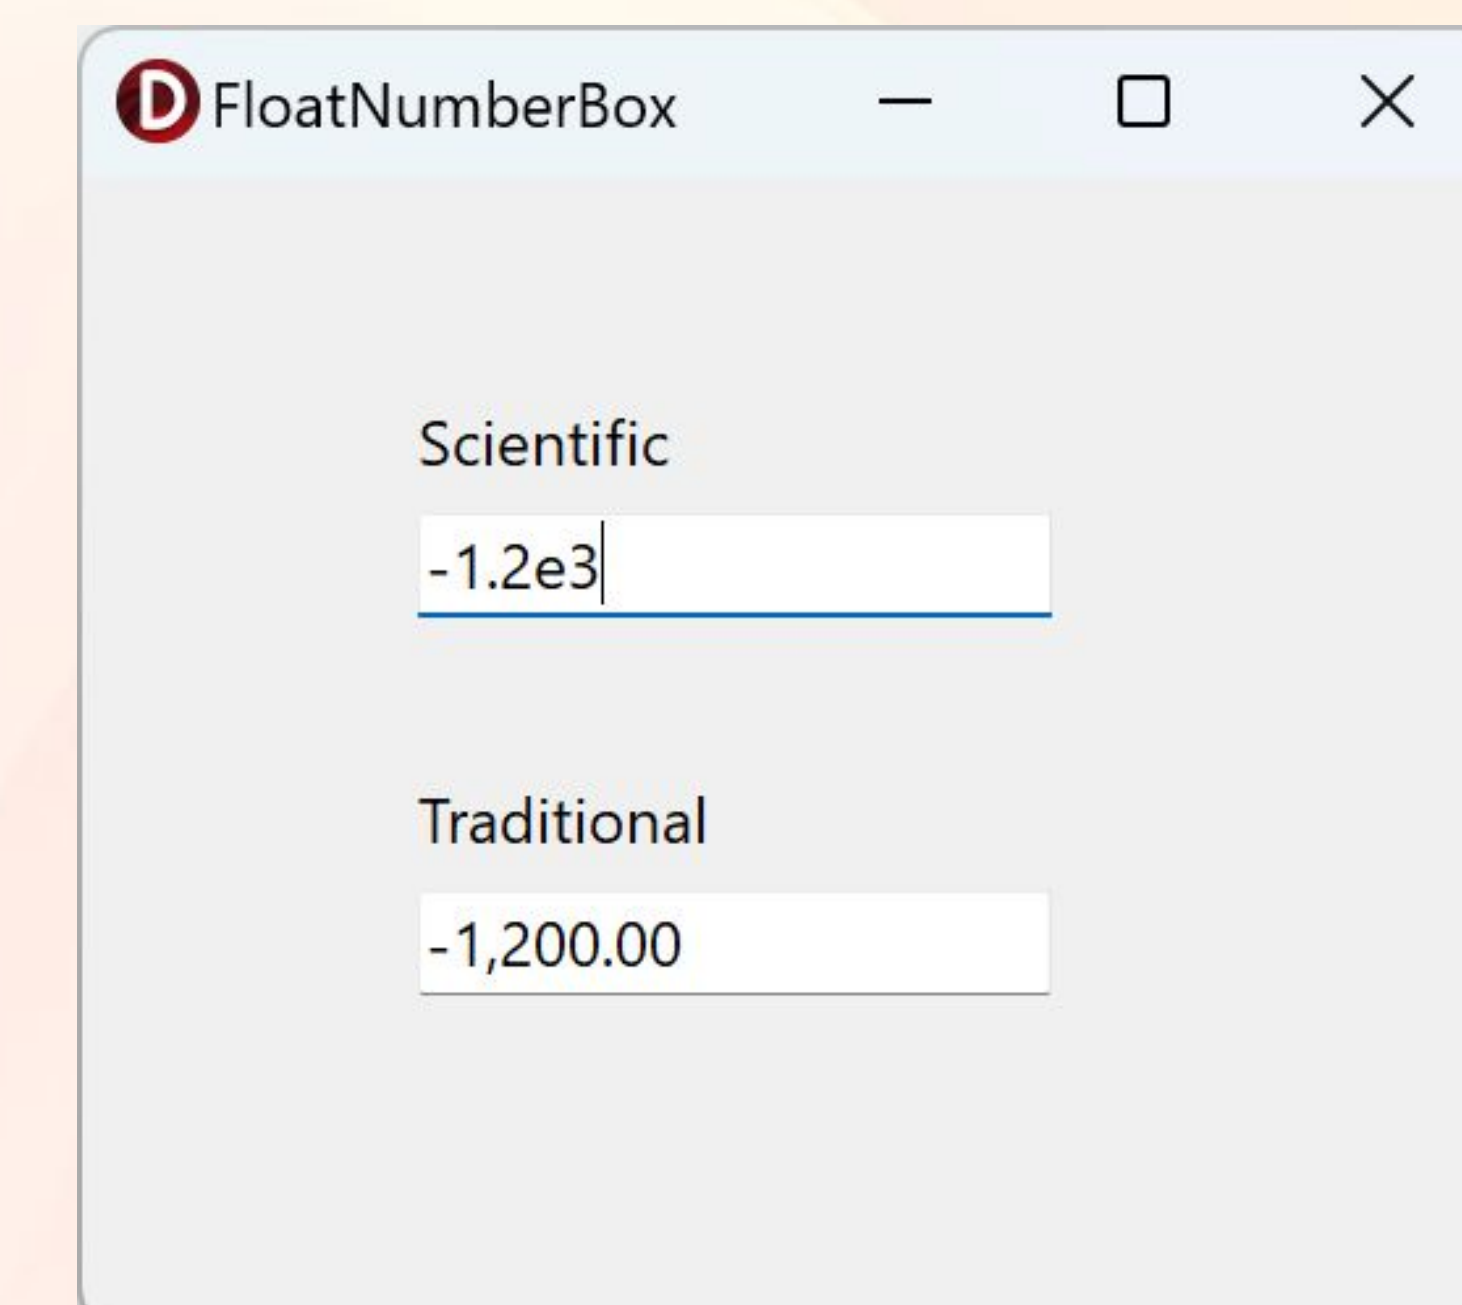 D FloatNumberBox
Scientific
-1.2e3
Traditional
-1,200.00